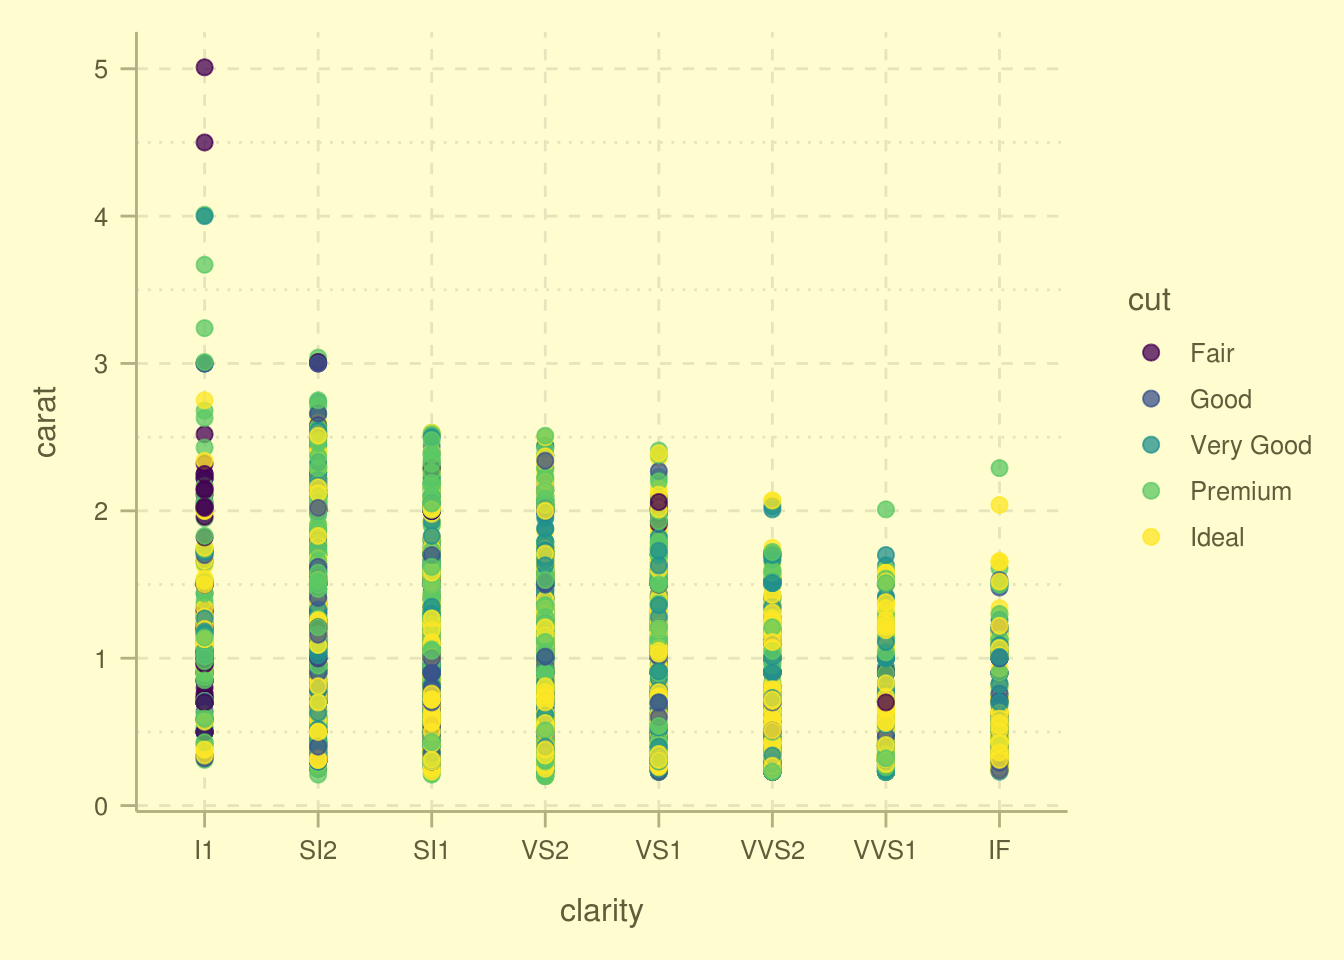 5
4
3
2
1
0
carat
I1 SI2 SI1 VS2 VS1 VVS2 VVS1 IF
clarity
cut
Fair
Good
Very Good
Premium
Ideal